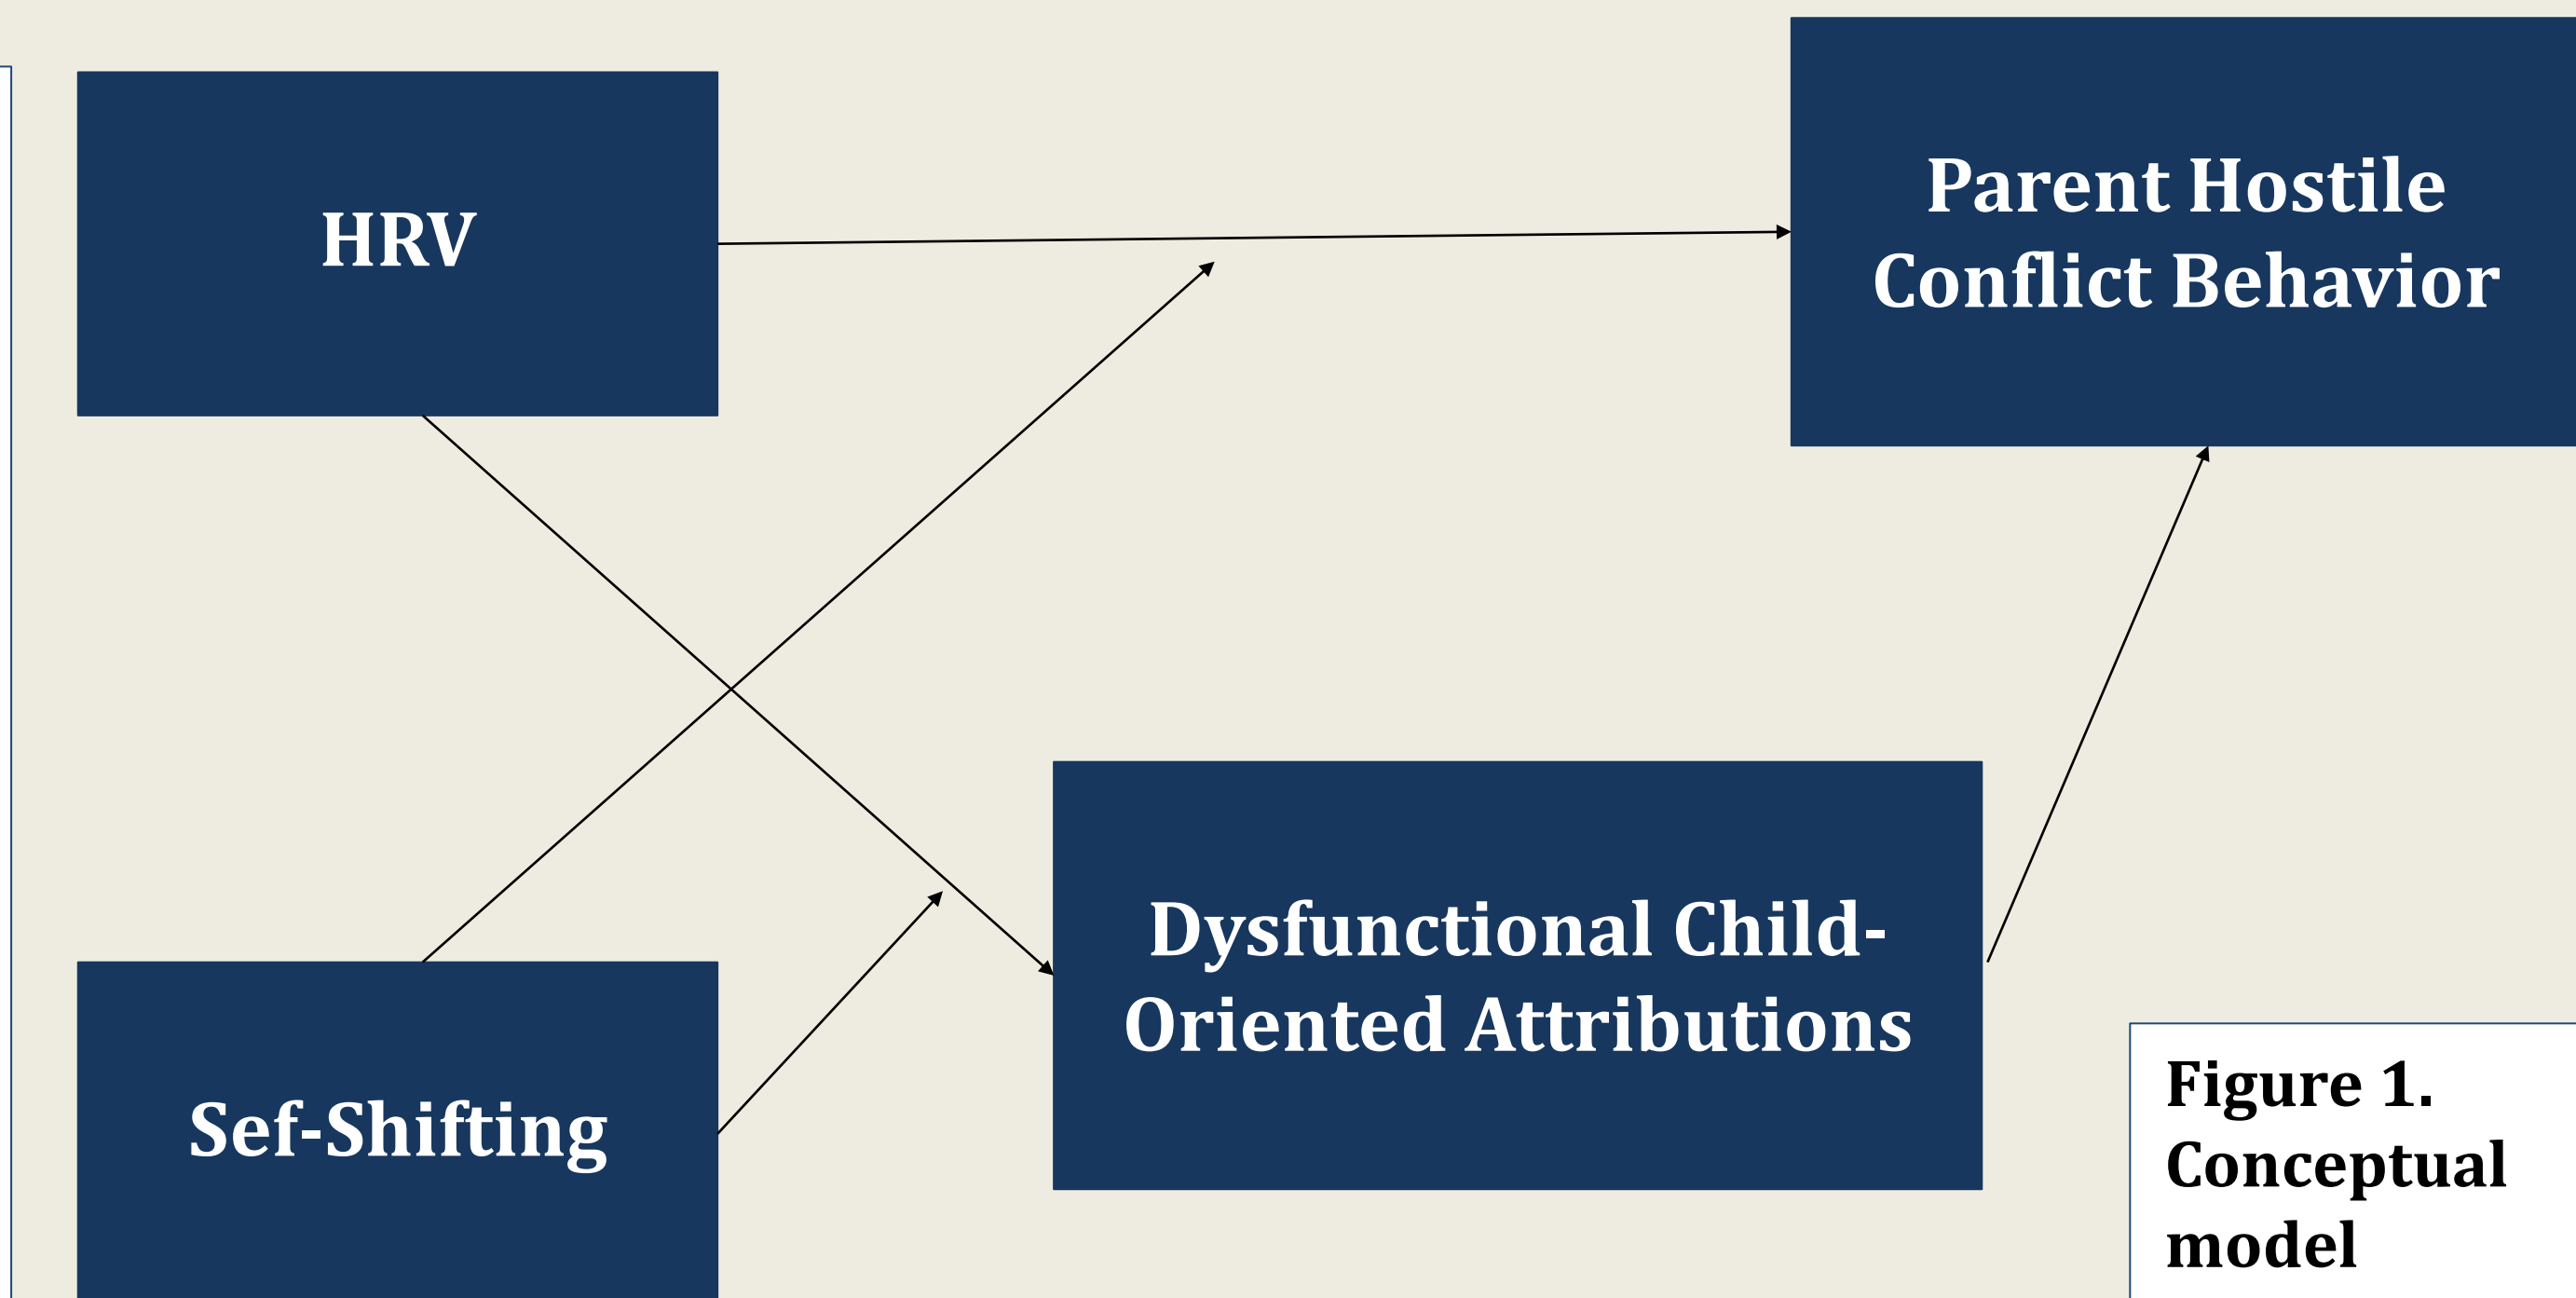 HRV
Parent Hostile
Conflict Behavior
Sef-Shifting
Dysfunctional Child-
Oriented Attributions
Figure 1.
Conceptual
model